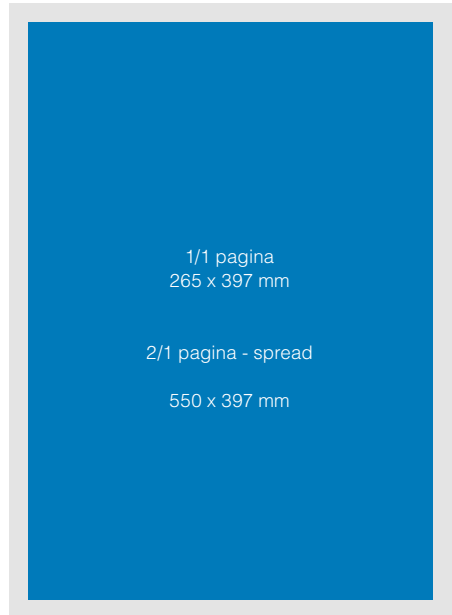 1/1 pagina
265 x 397 mm
2/1 pagina - spread
550 x 397 mm